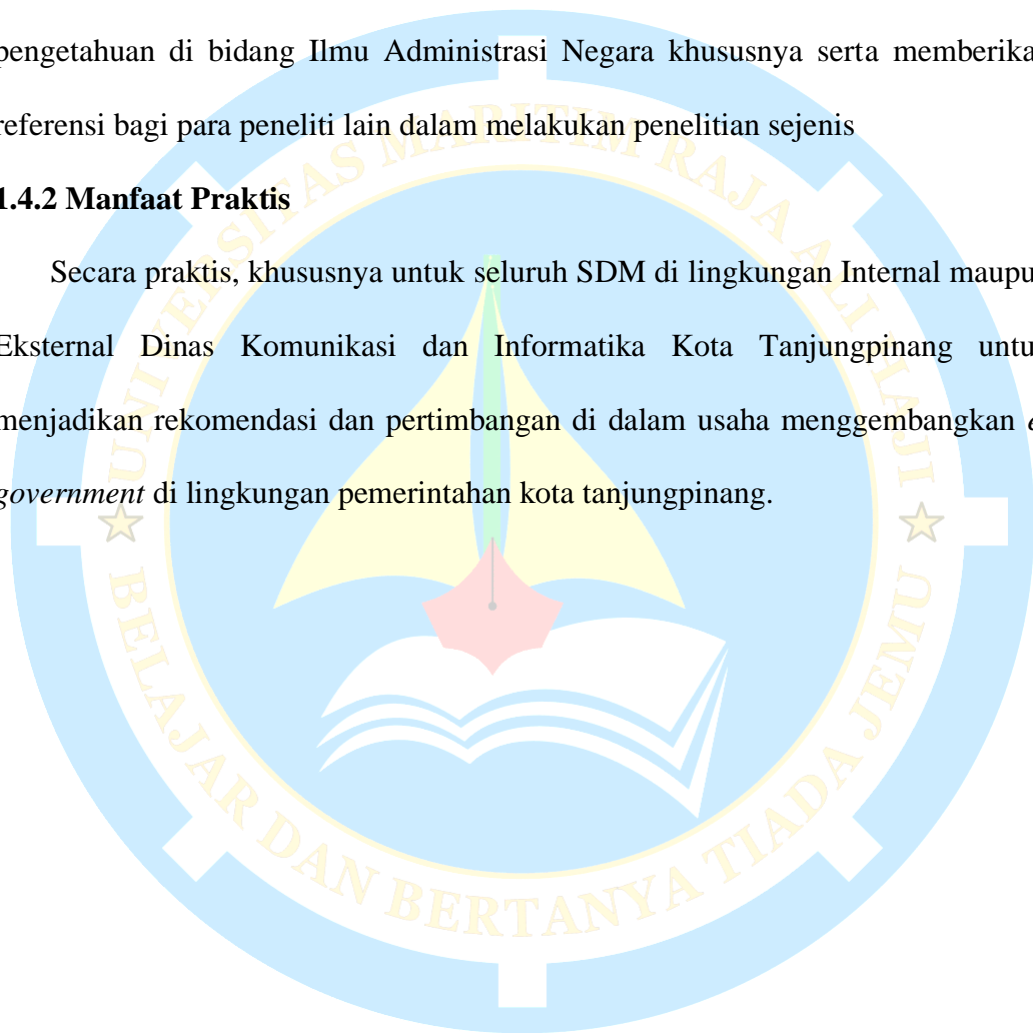 pengetahuan di bidang Ilmu Administrasi Negara khususnya serta memberika
referensi bagi para peneliti lain dalam melakukan penelitian sejenis
1.4.2 Manfaat Praktis
Secara praktis, khususnya untuk seluruh SDM di lingkungan Internal maupu
Eksternal Dinas Komunikasi dan Informatika Kota Tanjungpinang untu
menjadikan rekomendasi dan pertimbangan di dalam usaha menggembangkan e
government di lingkungan pemerintahan kota tanjungpinang.
UNIVERSITAS MARITIM RAJA ALI HAJI
BELAJAR DAN BERTANYA TIADA JEMU